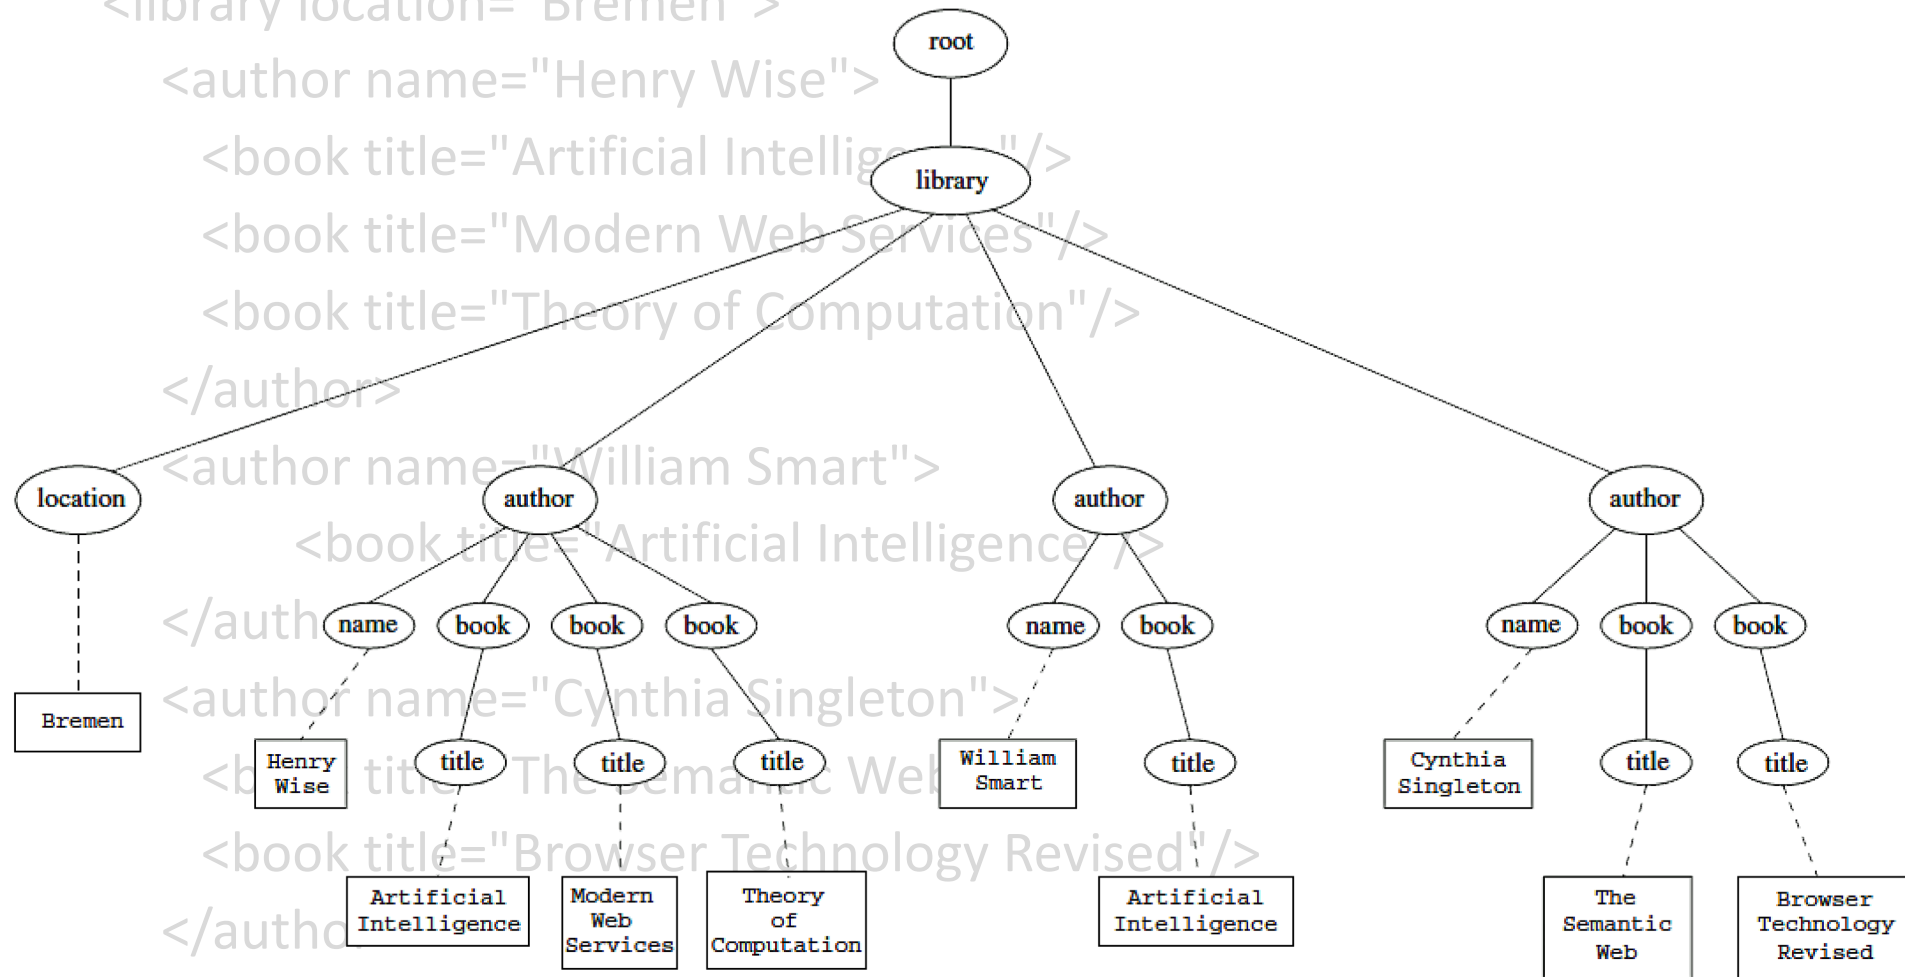 <library location="Bremen">
<author name="Henry Wise">
<book title="Artificial Intellige "/>
<book title="Modern Web Services"/>
<book title="Theory of Computation"/>
</author>
<author name="William Smart">
<book title="Artificial Intelligence"/>
</auth
<author name="Cynthia Singleton">
<b tit The Semantic Web
<book title="Browser Technology Revised"/>
</autho
root
library
location
author
author
author
name
book
book
book
name
book
name
book
book
Bremen
Henry
Wise
title
title
title
William
Smart
title
Cynthia
Singleton
title
title
Artificial
Intelligence
Modern
Web
Services
Theory
of
Computation
Artificial
Intelligence
The
Semantic
Web
Browser
Technology
Revised